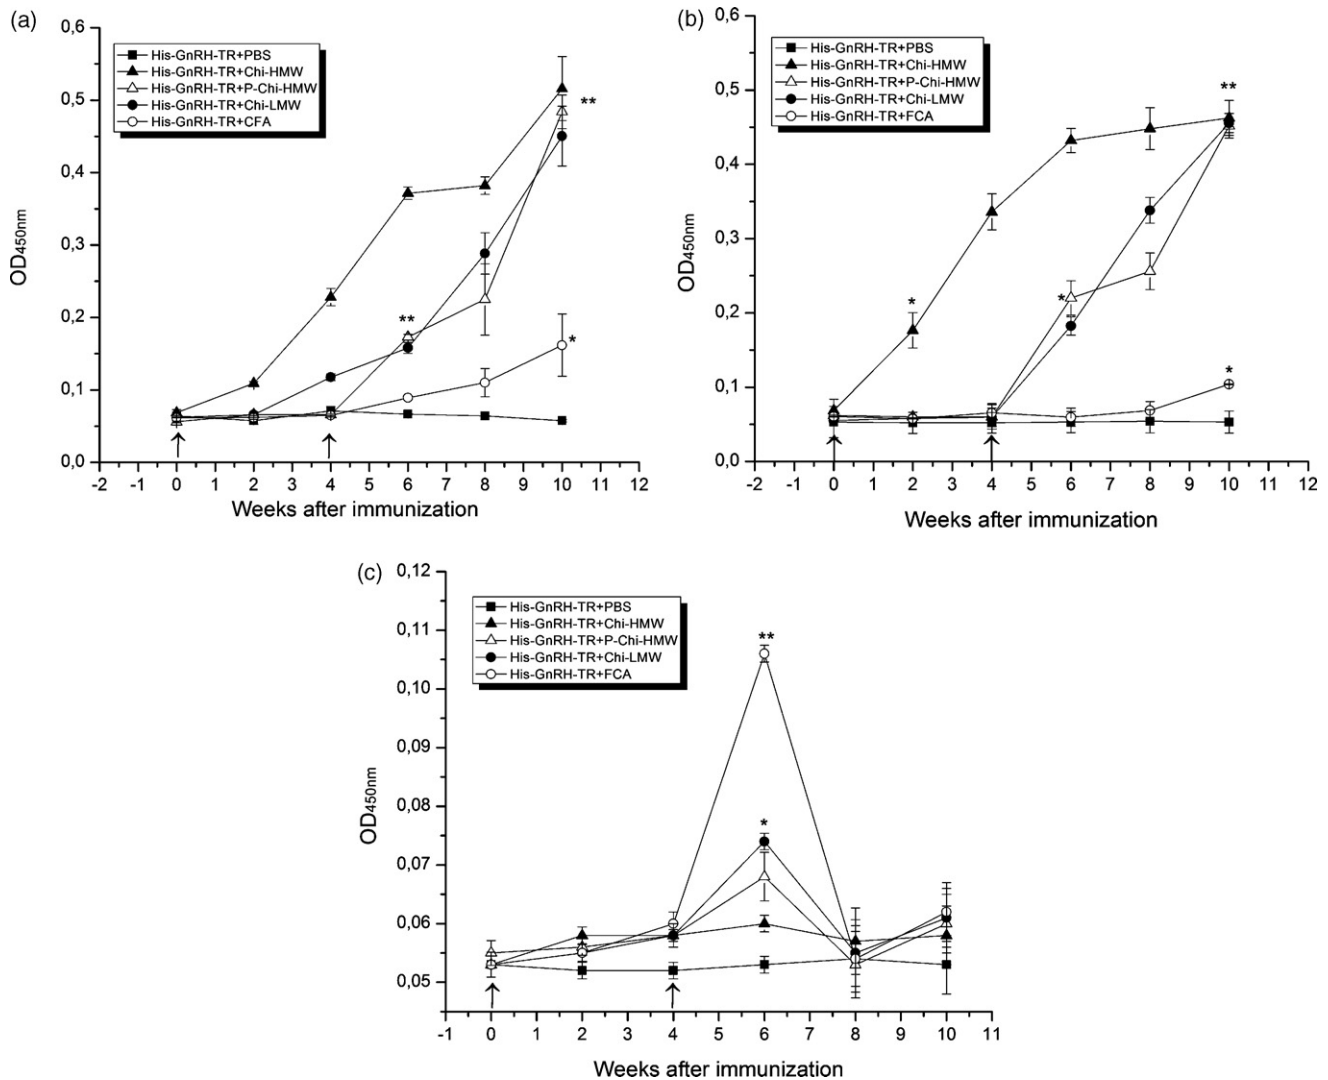 (a)
0,6
0,5
0,4
0,3
0,2
0,1
0,0
OD450nm
His-GnRH-TR+PBS
His-GnRH-TR+Chi-HMW
His-GnRH-TR+P-Chi-HMW
His-GnRH-TR+Chi-LMW
His-GnRH-TR+CFA
**
**
*
-2 -1 0 1 2 3 4 5 6 7 8 9 10 11 12
Weeks after immunization
(b)
0,6
0,5
0,4
0,3
0,2
0,1
0,0
OD450nm
His-GnRH-TR+PBS
His-GnRH-TR+Chi-HMW
His-GnRH-TR+P-Chi-HMW
His-GnRH-TR+Chi-LMW
His-GnRH-TR+FCA
**
*
*
*
-2 -1 0 1 2 3 4 5 6 7 8 9 10 11 12
Weeks after immunization
(c)
0,12
0,11
0,10
0,09
0,08
0,07
0,06
0,05
OD450nm
His-GnRH-TR+PBS
His-GnRH-TR+Chi-HMW
His-GnRH-TR+P-Chi-HMW
His-GnRH-TR+Chi-LMW
His-GnRH-TR+FCA
**
*
-1 0 1 2 3 4 5 6 7 8 9 10 11
Weeks after immunization